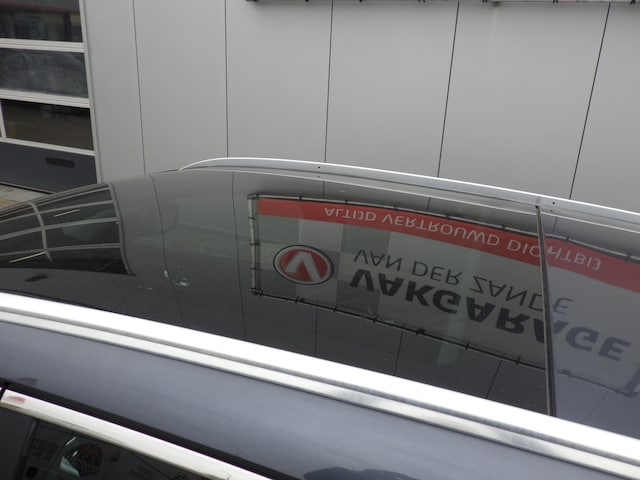 VAKGARAGE
VAN DER ZANDE
ALTIJD VERTROUWD DICHTBIJ